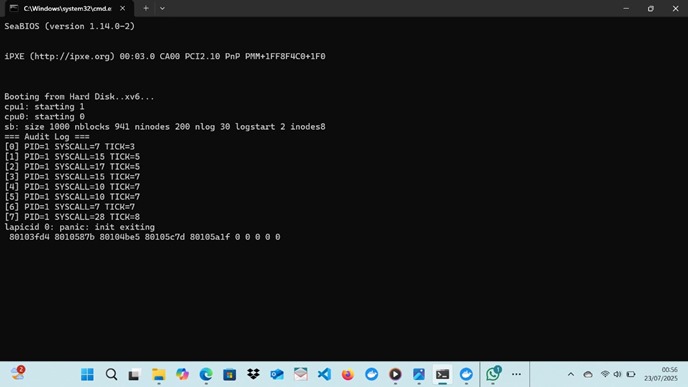 C:\Windows\system32\cmd.e
SeaBIOS (version 1.14.0-2)
iPXE (http://ipxe.org) 00:03.0 CA00 PCI2.10 PnP PMM+1FF8F4C0+1F0
Booting from Hard Disk..xv6...
cpu1: starting 1
cpu0: starting 0
sb: size 1000 nblocks 941 ninodes 200 nlog 30 logstart 2 inodes8
=== Audit Log ===
[0] PID=1 SYSCALL=7 TICK=3
[1] PID=1 SYSCALL=15 TICK=5
[2] PID=1 SYSCALL=17 TICK=5
[3] PID=1 SYSCALL=15 TICK=7
[4] PID=1 SYSCALL=10 TICK=7
[5] PID=1 SYSCALL=10 TICK=7
[6] PID=1 SYSCALL=7 TICK=7
[7] PID=1 SYSCALL=28 TICK=8
lapicid 0: panic: init exiting
80103fd4 8010587b 80104be5 80105c7d 80105a1f 0 0 0 0 0
2
1
00:56
23/07/2025